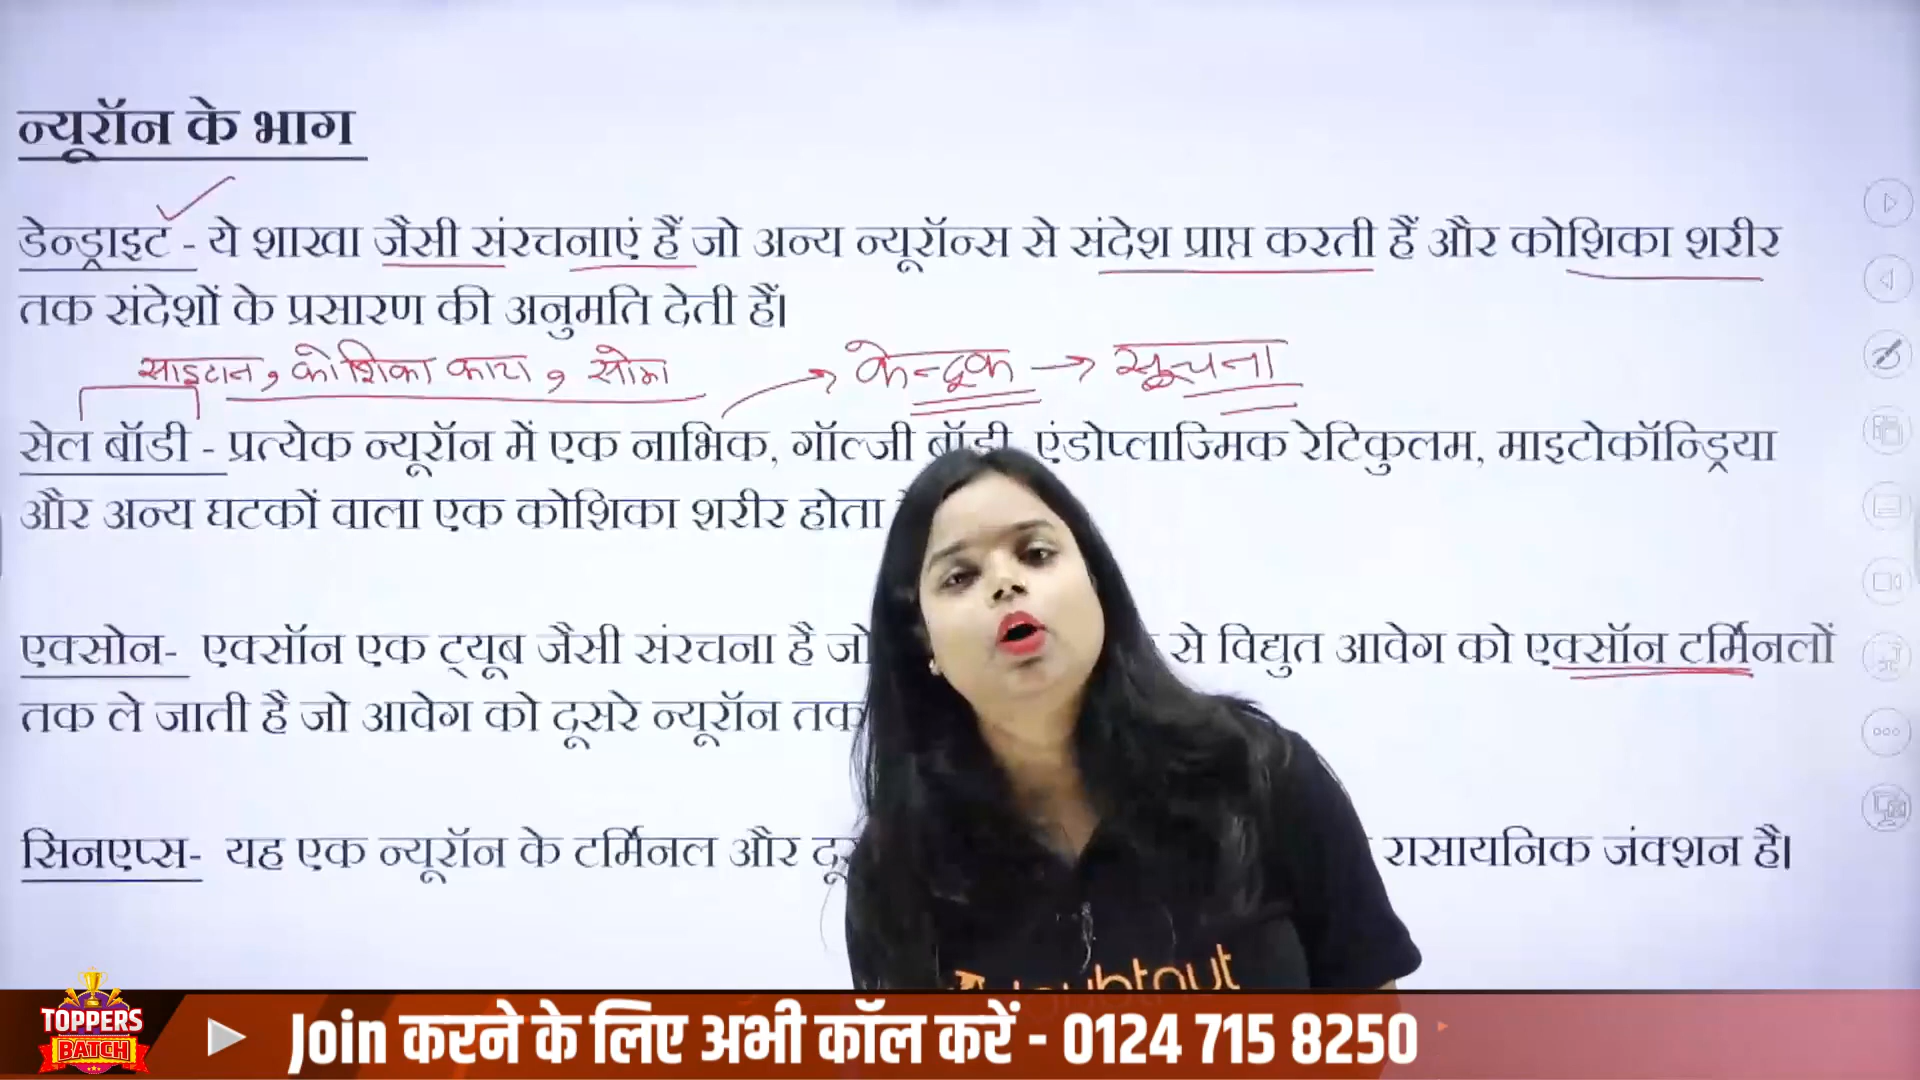 न्यूरॉन के भाग
डेन्ड्राइट - ये शाखा जैसी संरचनाएं हैं जो अन्य न्यूरॉन्स से संदेश प्राप्त करती हैं और कोशिका शरीर
तक संदेशों के प्रसारण की अनुमति देती हैं।
साइटान, कोशिका काय, सोमा → केन्द्रक → सूचना
सेल बॉडी - प्रत्येक न्यूरॉन में एक नाभिक, गॉल्जी बॉडी, एंडोप्लाज्मिक रेटिकुलम, माइटोकॉन्ड्रिया
और अन्य घटकों वाला एक कोशिका शरीर होता
एक्सोन- एक्सॉन एक ट्यूब जैसी संरचना है जो से विद्युत आवेग को एक्सॉन टर्मिनलों
तक ले जाती है जो आवेग को दूसरे न्यूरॉन तक
सिनएप्स- यह एक न्यूरॉन के टर्मिनल और रासायनिक जंक्शन है।
doubtnut
TOPPERS
BATCH
Join करने के लिए अभी कॉल करें - 0124 715 8250